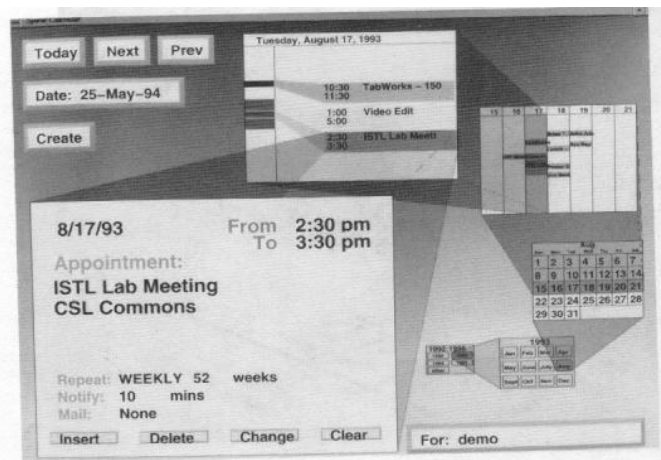 Today Next Prev
Date: 25-May-94
Create
Tuesday, August 17, 1993
10:30 TabWorks - 150
11:30
1:00 Video Edit
5:00
2:30 ISTL Lab Meeti
3:30
15 16 17 18 19 20 21
Aug
1 2 3 4 5 6 7
8 9 10 11 12 13 14
15 16 17 18 19 20 21
22 23 24 25 26 27 28
29 30 31
1993
Jan Feb Mar Apr
May June July Aug
Sept Oct Nov Dec
8/17/93 From 2:30 pm
To 3:30 pm
Appointment:
ISTL Lab Meeting
CSL Commons
Repeat: WEEKLY 52 weeks
Notify: 10 mins
Mail: None
Insert Delete Change Clear
For: demo